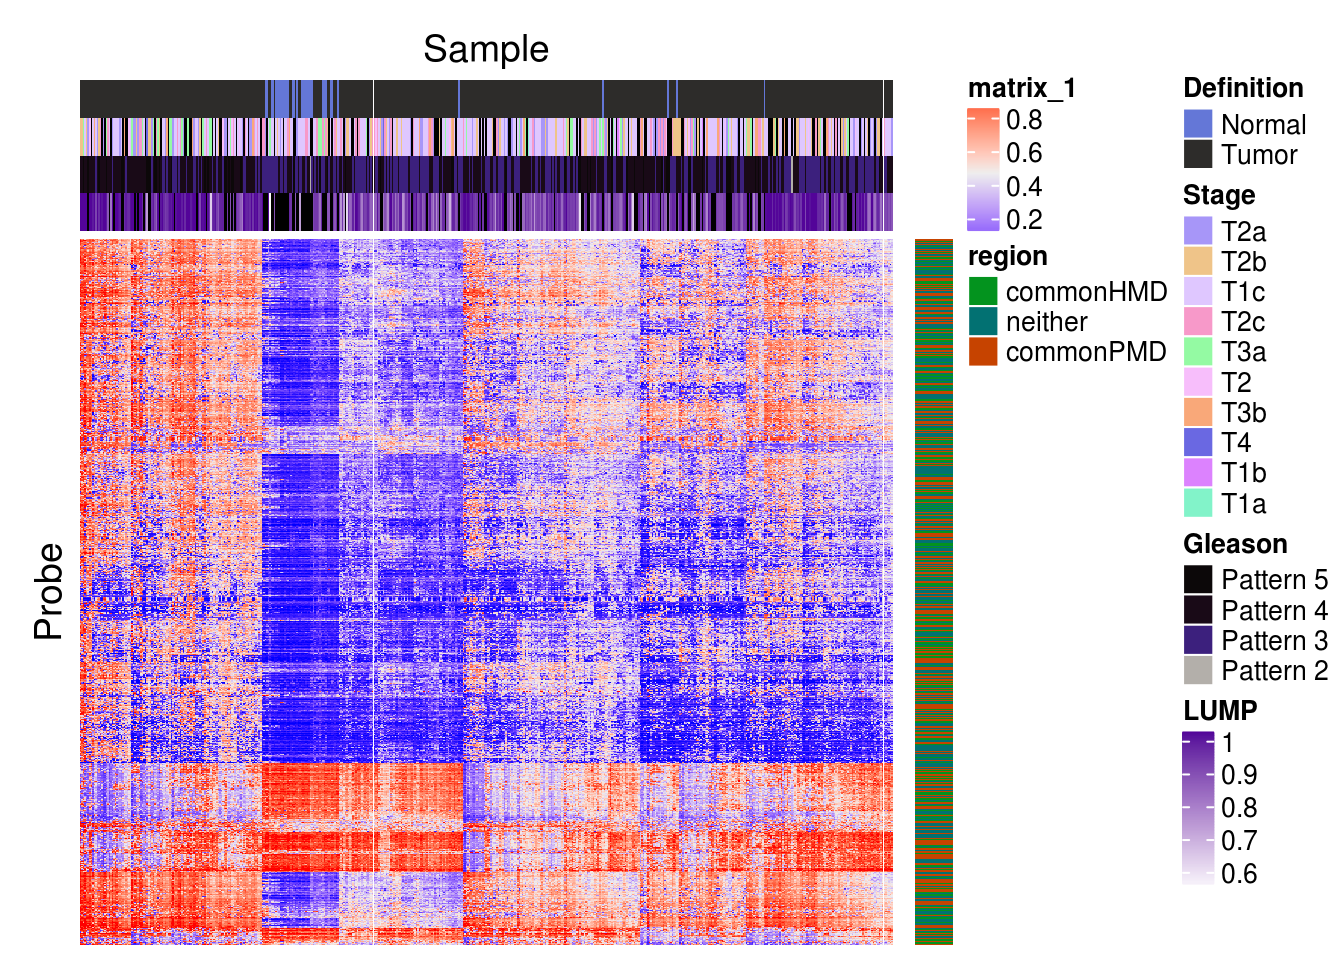 Sample
Probe
matrix_1
0.8
0.6
0.4
0.2
region
commonHMD
neither
commonPMD
Definition
Normal
Tumor
Stage
T2a
T2b
T1c
T2c
T3a
T2
T3b
T4
T1b
T1a
Gleason
Pattern 5
Pattern 4
Pattern 3
Pattern 2
LUMP
1
0.9
0.8
0.7
0.6